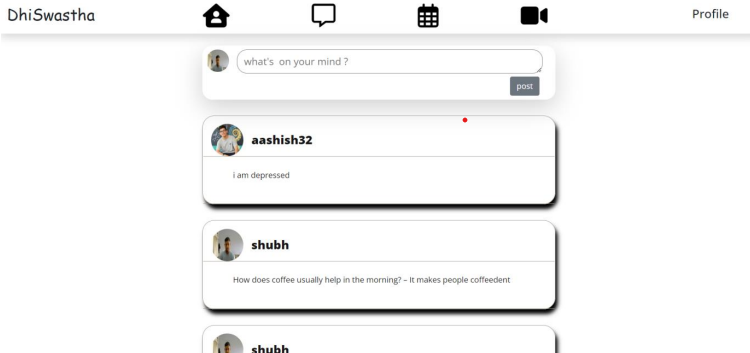 DhiSwastha
Profile
what's on your mind ?
post
aashish32
i am depressed
shubh
How does coffee usually help in the morning? – It makes people coffeedent
shubh